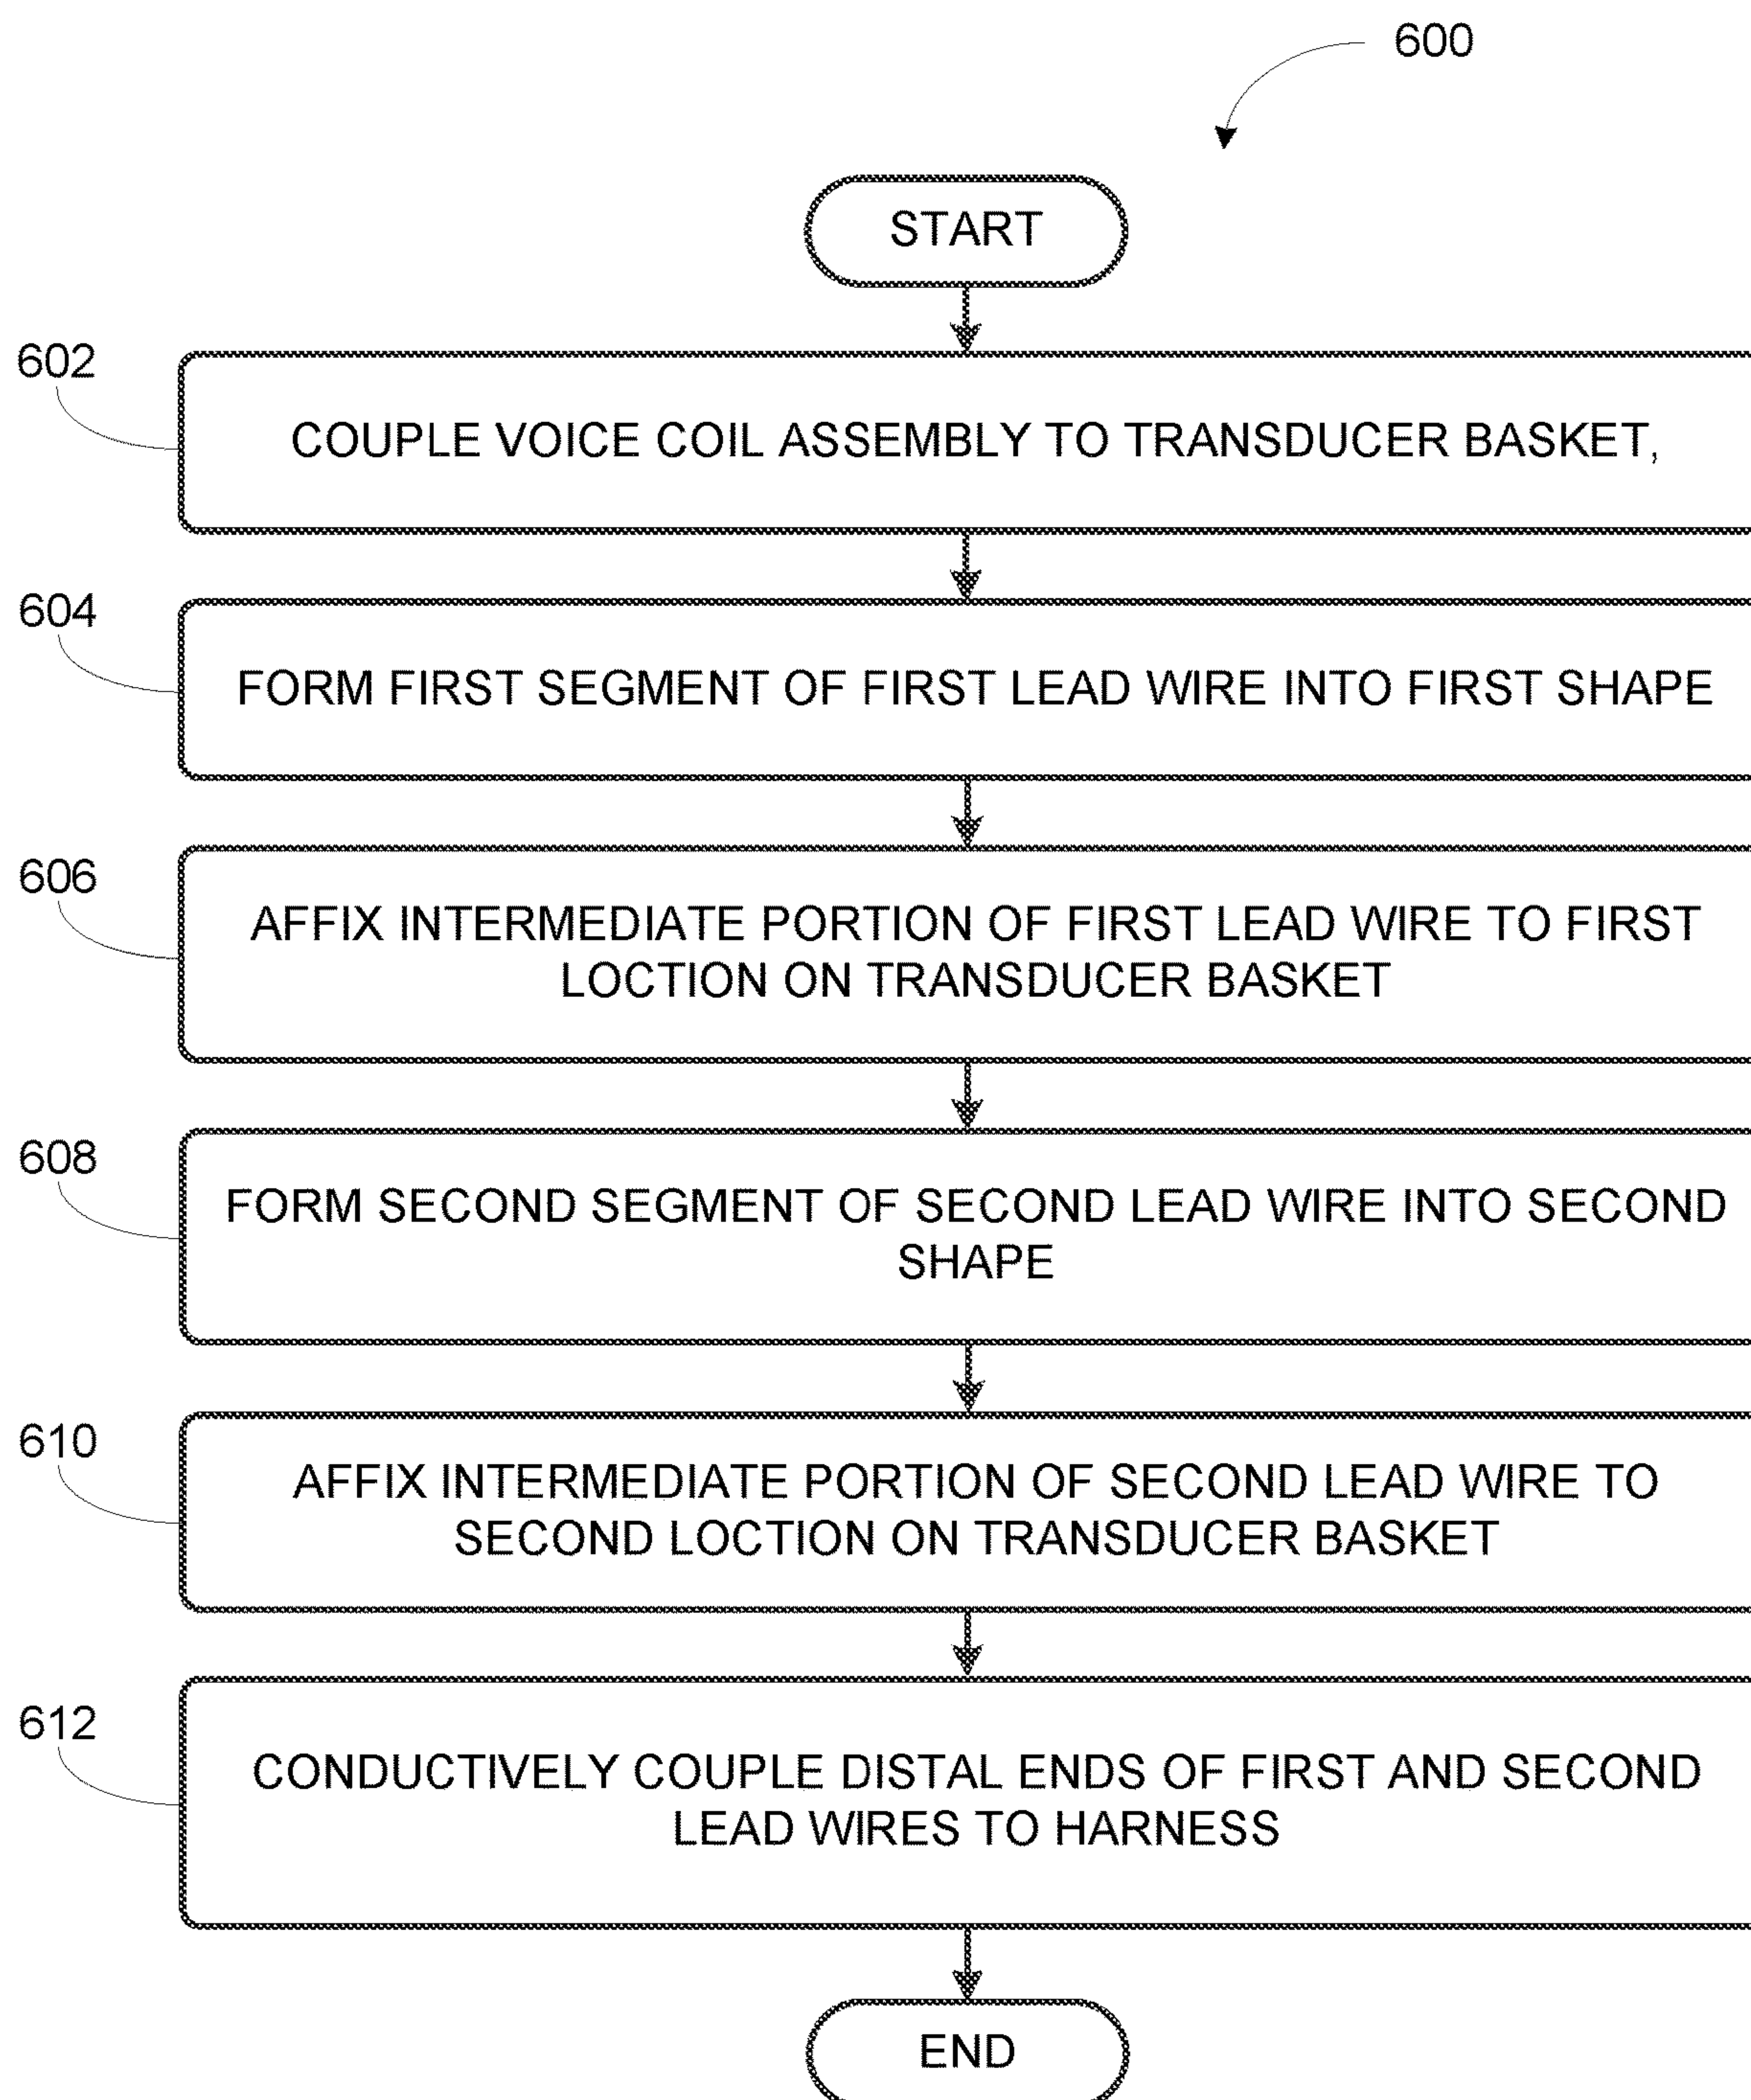 600
START
602
COUPLE VOICE COIL ASSEMBLY TO TRANSDUCER BASKET,
604
FORM FIRST SEGMENT OF FIRST LEAD WIRE INTO FIRST SHAPE
606
AFFIX INTERMEDIATE PORTION OF FIRST LEAD WIRE TO FIRST
LOCTION ON TRANSDUCER BASKET
608
FORM SECOND SEGMENT OF SECOND LEAD WIRE INTO SECOND
SHAPE
610
AFFIX INTERMEDIATE PORTION OF SECOND LEAD WIRE TO
SECOND LOCTION ON TRANSDUCER BASKET
612
CONDUCTIVELY COUPLE DISTAL ENDS OF FIRST AND SECOND
LEAD WIRES TO HARNESS
END